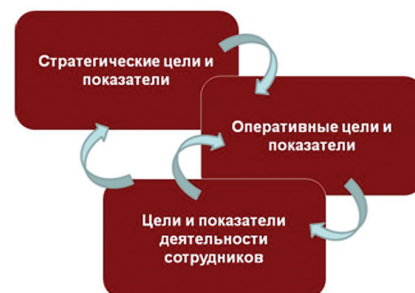 Стратегические цели и
показатели
Оперативные цели и
показатели
Цели и показатели
деятельности
сотрудников